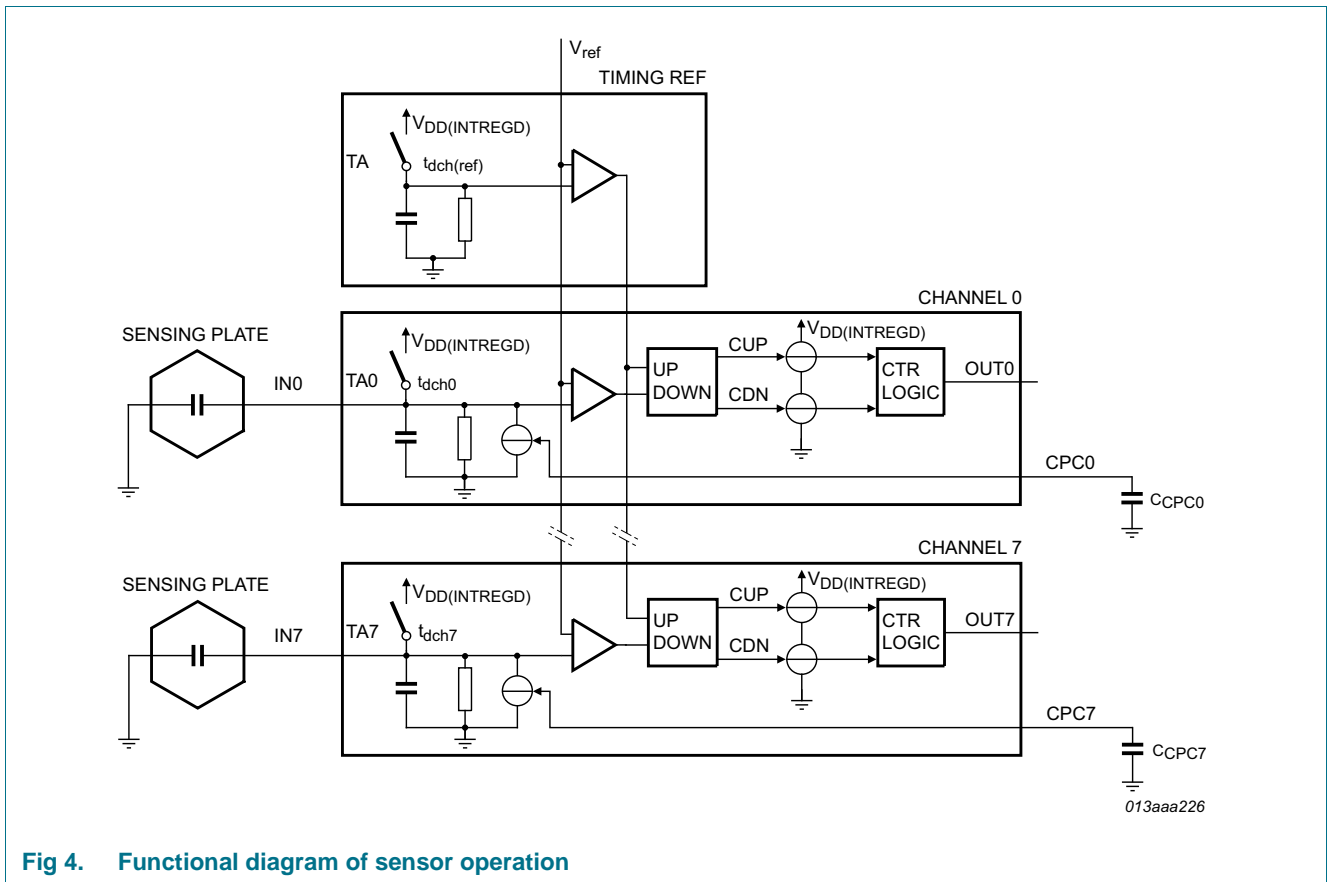 Vref
TIMING REF
VDD(INTREGD)
TA
tdch(ref)
CHANNEL 0
SENSING PLATE
VDD(INTREGD)
VDD(INTREGD)
IN0
TA0
tdch0
UP
DOWN
CUP
CDN
CTR
LOGIC
OUT0
CPC0
CCPC0
CHANNEL 7
SENSING PLATE
VDD(INTREGD)
VDD(INTREGD)
IN7
TA7
tdch7
UP
DOWN
CUP
CDN
CTR
LOGIC
OUT7
CPC7
CCPC7
013aaa226
Fig 4. Functional diagram of sensor operation